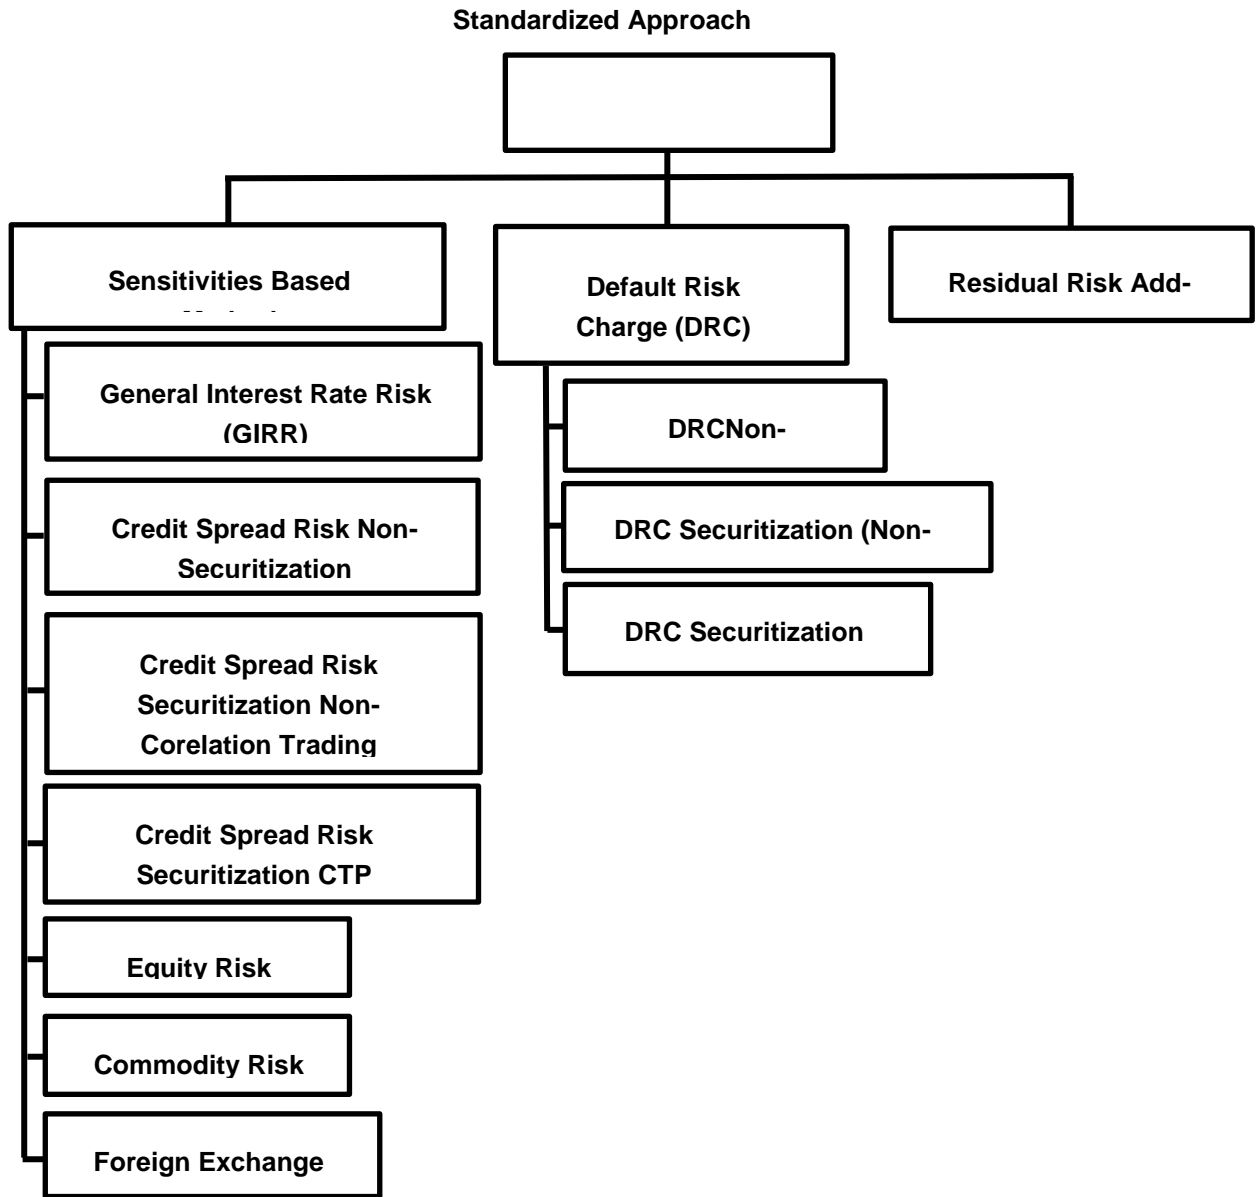 Standardized Approach
Sensitivities Based
Default Risk
Charge (DRC)
Residual Risk Add-
General Interest Rate Risk
(GIRR)
Credit Spread Risk Non-
Securitization
Credit Spread Risk
Securitization Non-
Corelation Trading
Credit Spread Risk
Securitization CTP
Equity Risk
Commodity Risk
Foreign Exchange
DRCNon-
DRC Securitization (Non-
DRC Securitization